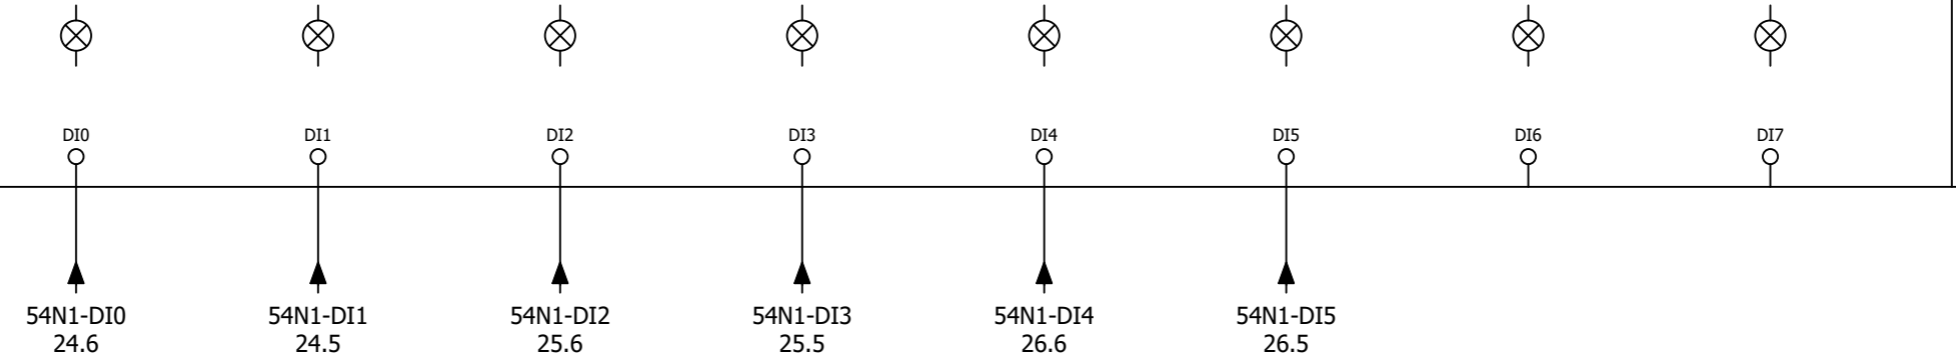 DI0 DI1 DI2 DI3 DI4 DI5 DI6 DI7
54N1-DI0 54N1-DI1 54N1-DI2 54N1-DI3 54N1-DI4 54N1-DI5
24.6 24.5 25.6 25.5 26.6 26.5